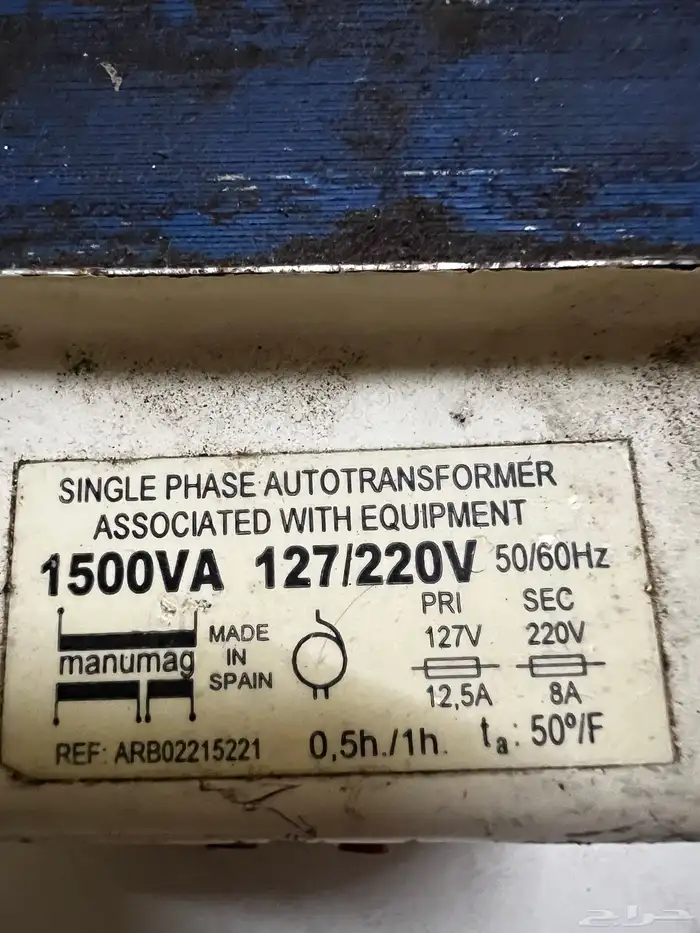 SINGLE PHASE AUTOTRANSFORMER
ASSOCIATED WITH EQUIPMENT
1500VA 127/220V 50/60Hz
PRI SEC
127V 220V
12,5A 8A
manumag
MADE
IN
SPAIN
REF: ARB02215221 0,5h./1h. ta: 50º/F
حراج